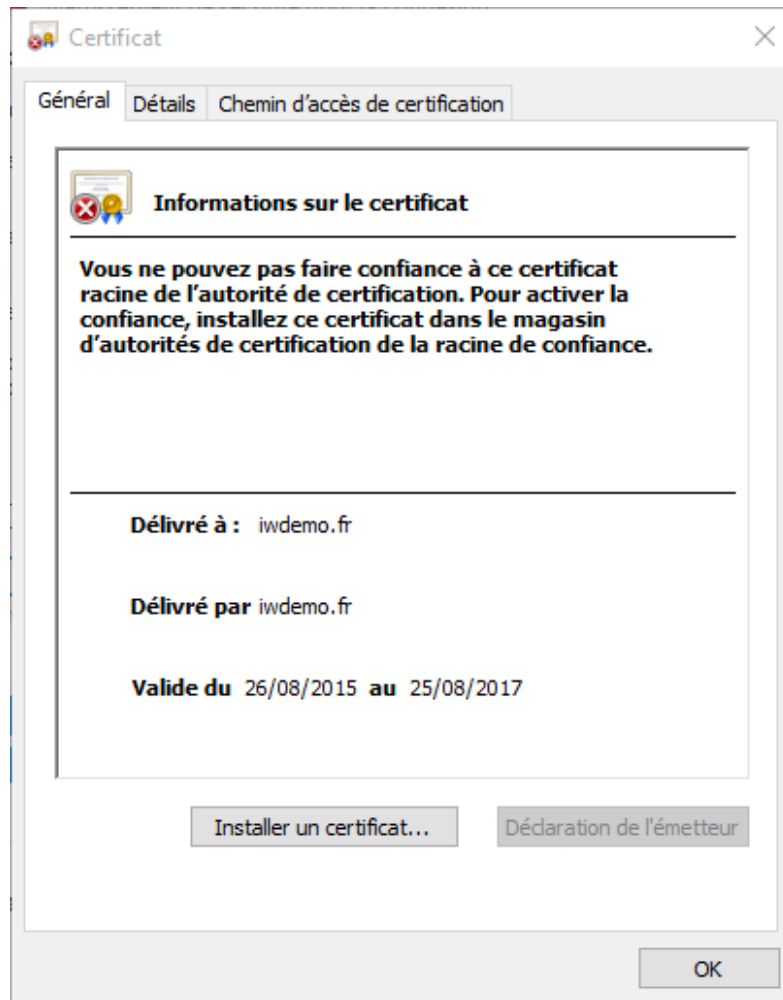 Certificat
Général
Détails
Chemin d'accès de certification
Informations sur le certificat
Vous ne pouvez pas faire confiance à ce certificat
racine de l'autorité de certification. Pour activer la
confiance, installez ce certificat dans le magasin
d'autorités de certification de la racine de confiance.
Délivré à : iwdemo.fr
Délivré par iwdemo.fr
Valide du 26/08/2015 au 25/08/2017
Installer un certificat...
Déclaration de l'émetteur
OK